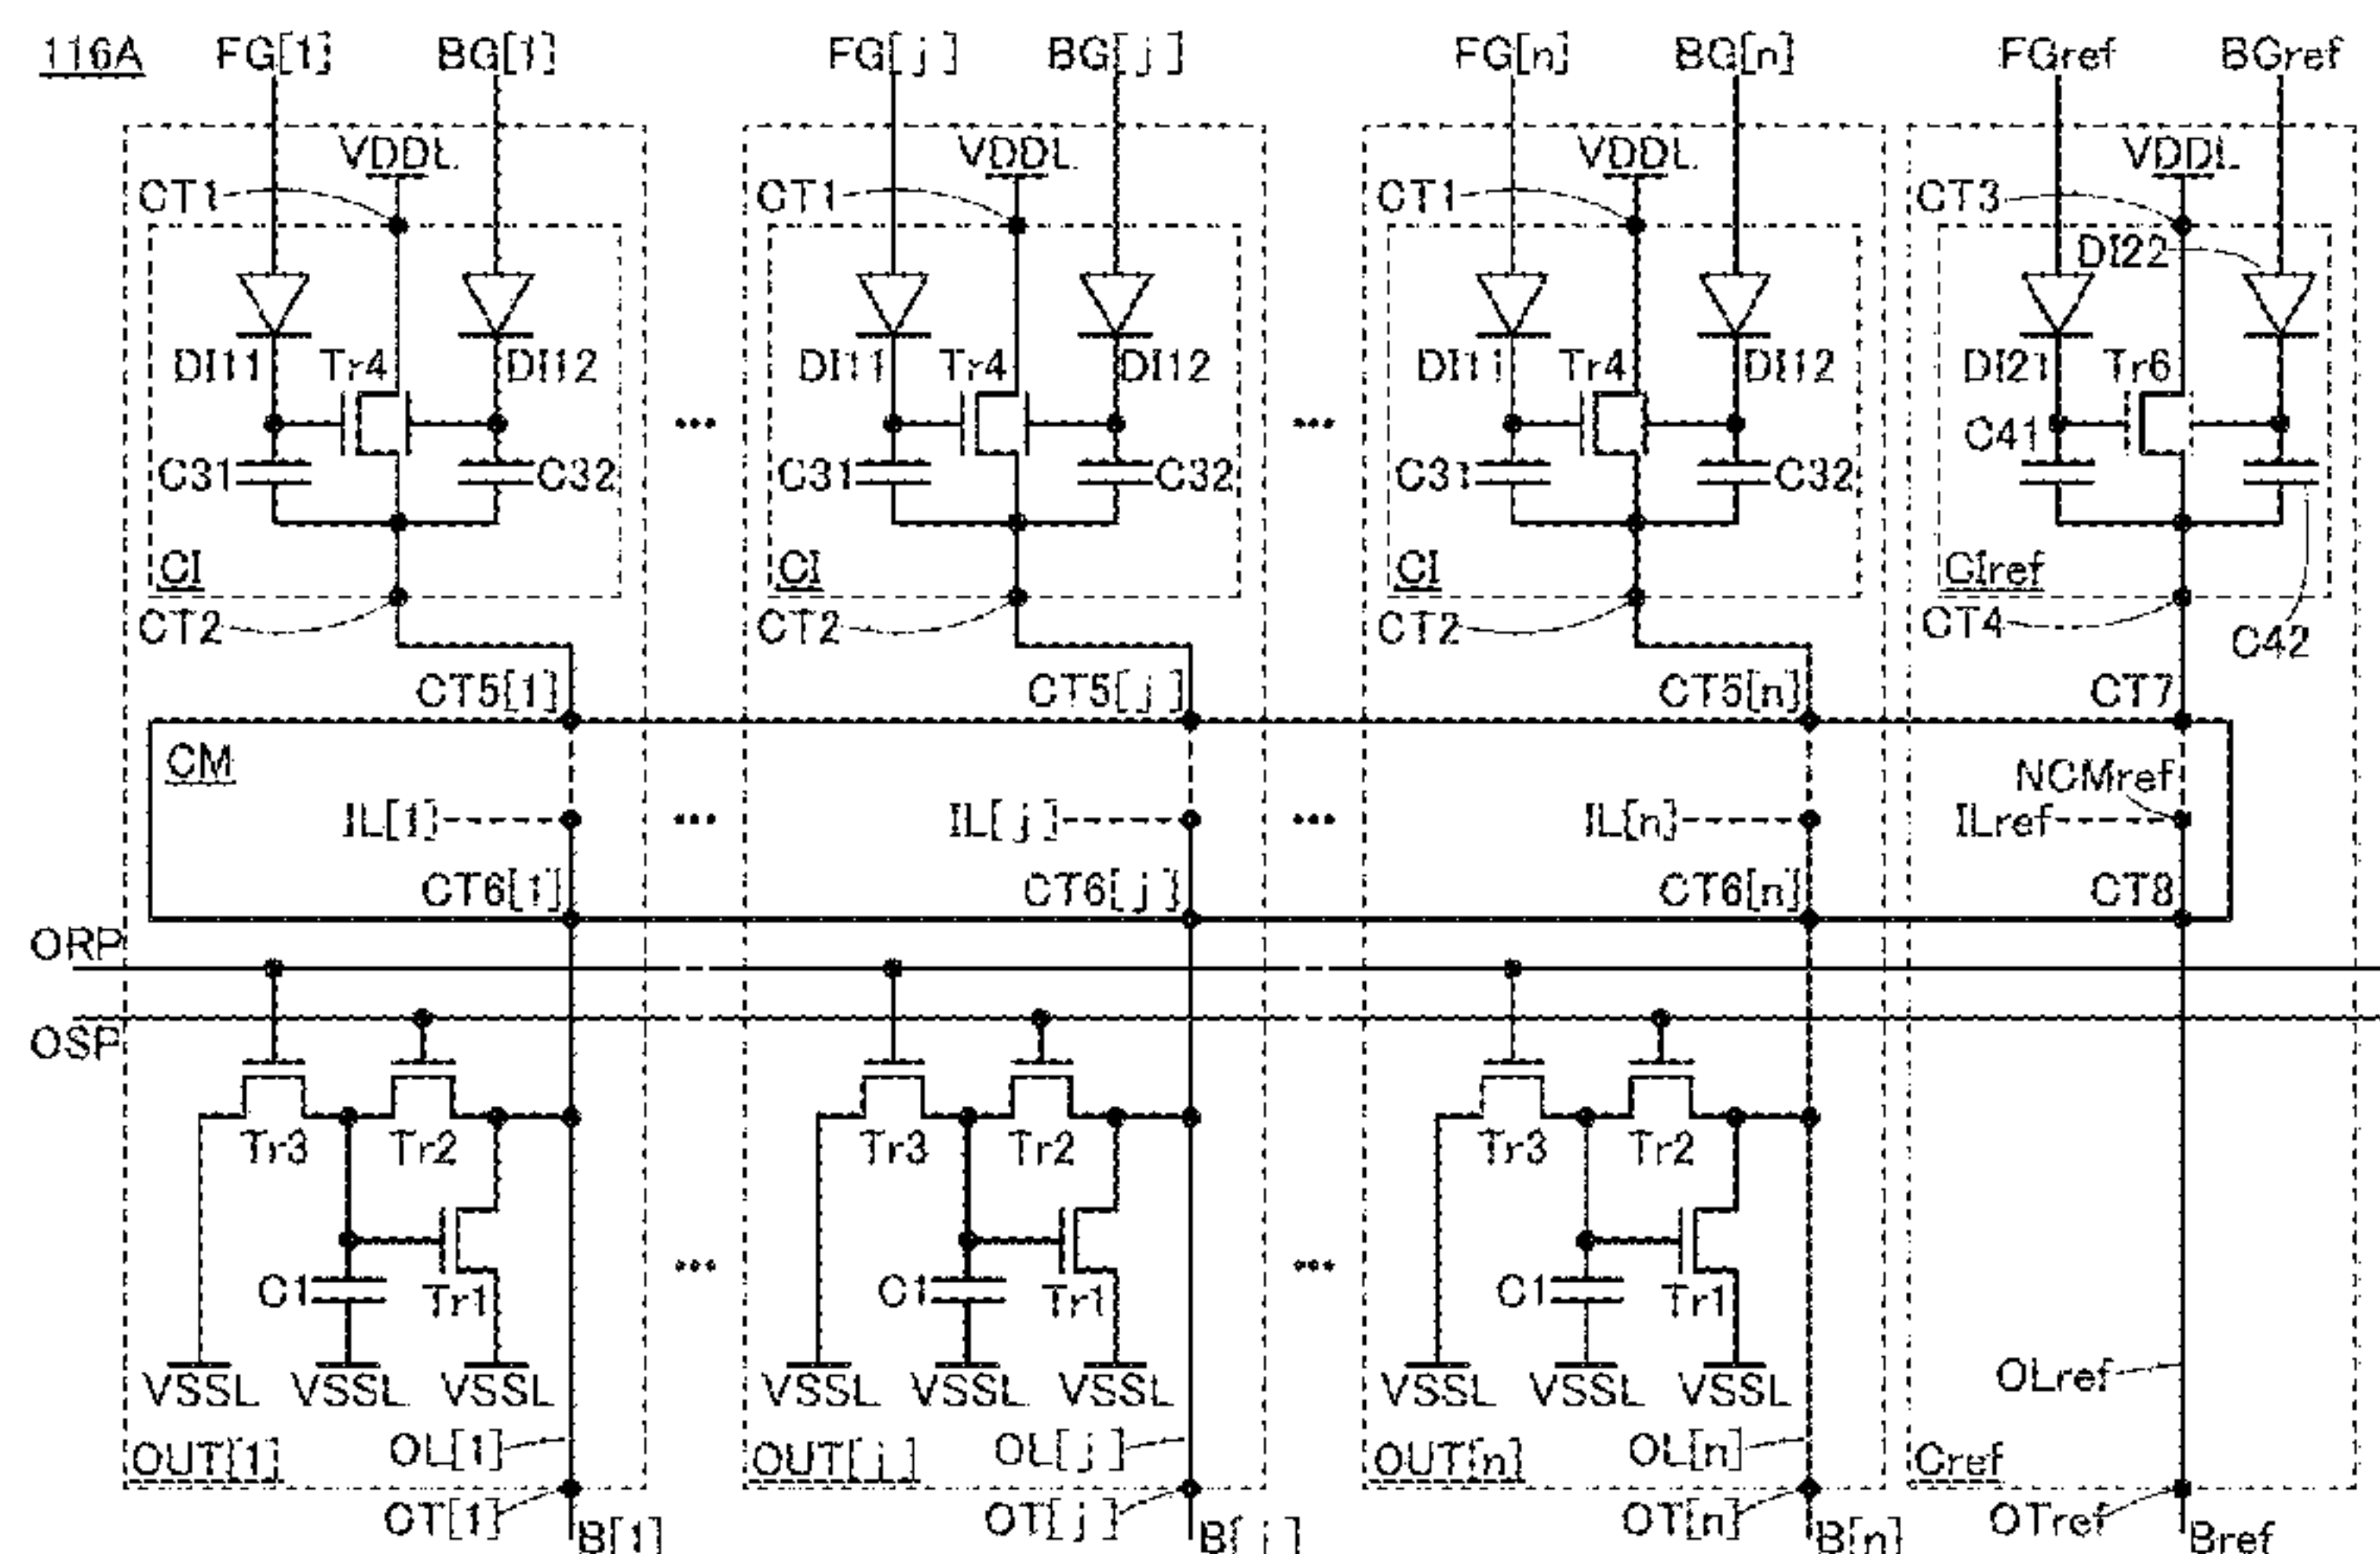 116A FG[1] BG[1] FG[j] BG[j] FG[n] BG[n] FGref BGref
VDDL VDDL VDDL VDDL
CT1 CT1 CT1 CT3
DI22
DI11 Tr4 DI12 DI11 Tr4 DI12 DI11 Tr4 DI12 DI21 Tr6
C41
C31 C32 C31 C32 C31 C32
CI CI CI CIref
CT2 CT2 CT2 CT4 C42
CT5[1] CT5[j] CT5[n] CT7
CM NCMref
IL[1] ... IL[j] ... IL[n] ILref
CT6[1] CT6[j] CT6[n] CT8
ORP
OSP
Tr3 Tr2 Tr3 Tr2 Tr3 Tr2
C1 Tr1 C1 Tr1 C1 Tr1
VSSL VSSL VSSL VSSL VSSL VSSL VSSL VSSL VSSL OLref
OUT[1] OL[1] OUT[j] OL[j] OUT[n] OL[n] Cref
OT[1] B[1] OT[j] B[j] OT[n] B[n] OTref Bref